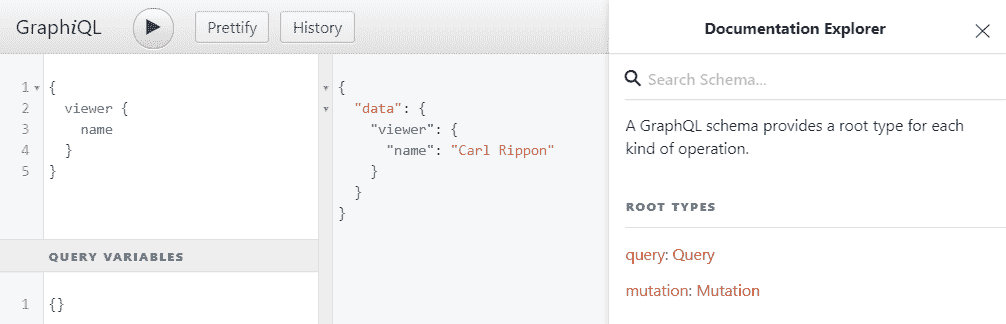 GraphiQL
Prettify
History
1 {
2 viewer {
3 name
4 }
5 }
QUERY VARIABLES
1 {}
{
"data": {
"viewer": {
"name": "Carl Rippon"
}
}
}
Documentation Explorer
Search Schema...
A GraphQL schema provides a root type for each
kind of operation.
ROOT TYPES
query: Query
mutation: Mutation